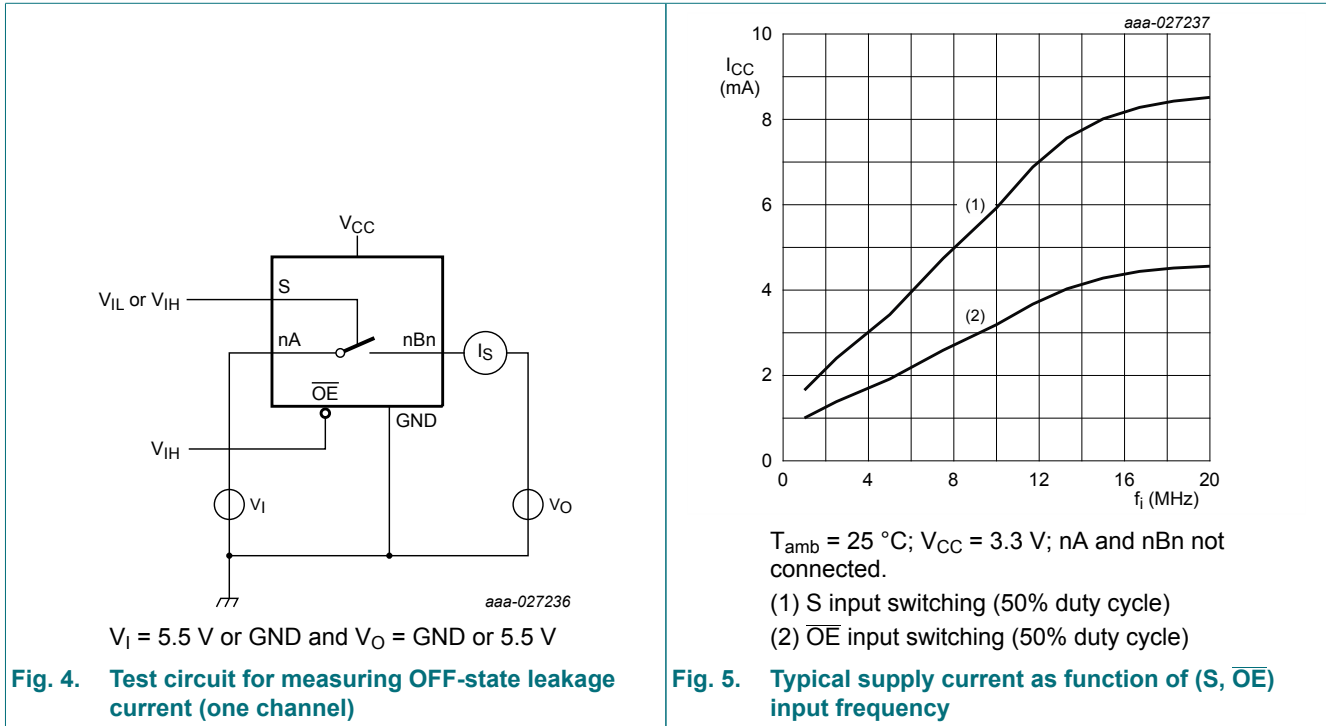 V_CC
S
V_IL or V_IH
nA
nBn
I_S
O̅E̅
GND
V_IH
V_I
V_O
aaa-027236
V_I = 5.5 V or GND and V_O = GND or 5.5 V
Fig. 4. Test circuit for measuring OFF-state leakage
current (one channel)
aaa-027237
10
I_CC
(mA)
8
6
(1)
4
(2)
2
0
0 4 8 12 16 20
f_i (MHz)
T_amb = 25 °C; V_CC = 3.3 V; nA and nBn not
connected.
(1) S input switching (50% duty cycle)
(2) O̅E̅ input switching (50% duty cycle)
Fig. 5. Typical supply current as function of (S, O̅E̅)
input frequency